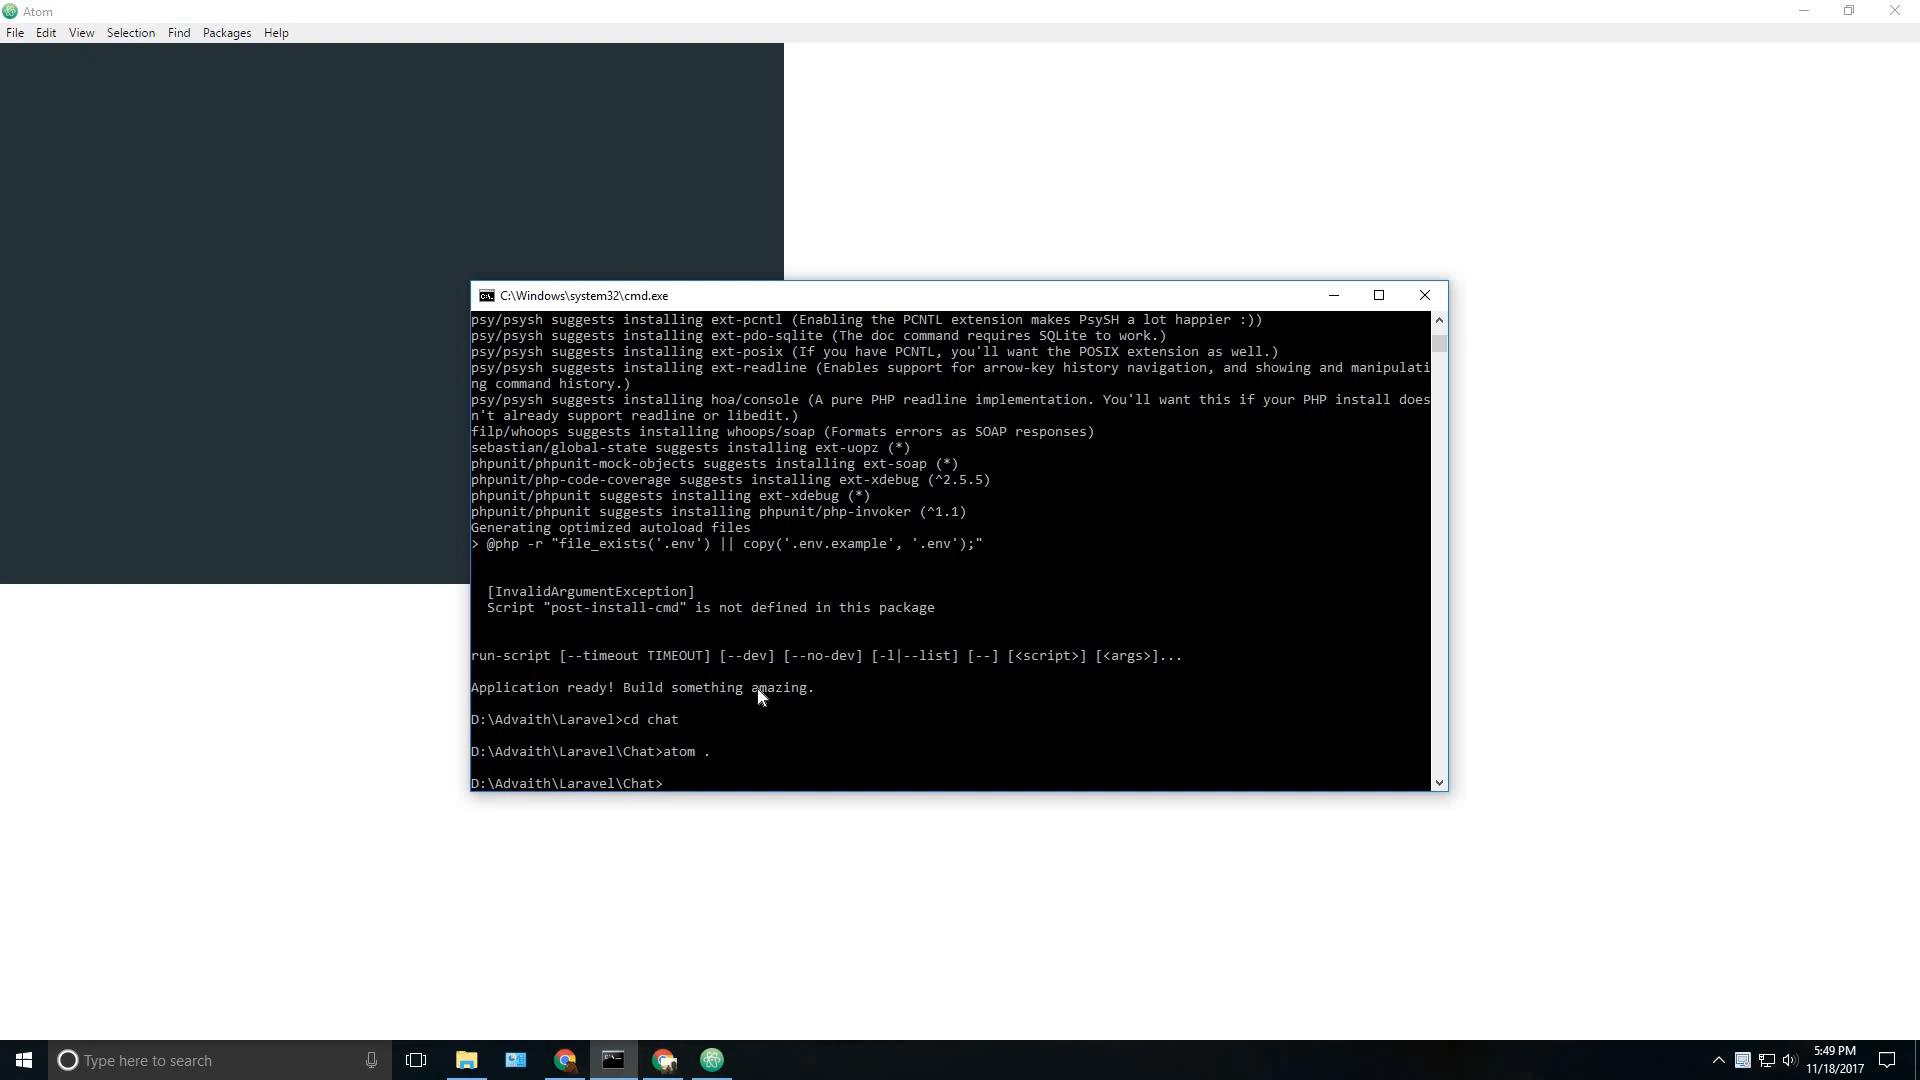 Atom
File Edit View Selection Find Packages Help
C:\Windows\system32\cmd.exe
psy/psysh suggests installing ext-pcntl (Enabling the PCNTL extension makes PsySH a lot happier :))
psy/psysh suggests installing ext-pdo-sqlite (The doc command requires SQLite to work.)
psy/psysh suggests installing ext-posix (If you have PCNTL, you'll want the POSIX extension as well.)
psy/psysh suggests installing ext-readline (Enables support for arrow-key history navigation, and showing and manipulati
ng command history.)
psy/psysh suggests installing hoa/console (A pure PHP readline implementation. You'll want this if your PHP install does
n't already support readline or libedit.)
filp/whoops suggests installing whoops/soap (Formats errors as SOAP responses)
sebastian/global-state suggests installing ext-uopz (*)
phpunit/phpunit-mock-objects suggests installing ext-soap (*)
phpunit/php-code-coverage suggests installing ext-xdebug (^2.5.5)
phpunit/phpunit suggests installing ext-xdebug (*)
phpunit/phpunit suggests installing phpunit/php-invoker (^1.1)
Generating optimized autoload files
> @php -r "file_exists('.env') || copy('.env.example', '.env');"
[InvalidArgumentException]
Script "post-install-cmd" is not defined in this package
run-script [--timeout TIMEOUT] [--dev] [--no-dev] [-l|--list] [--] [<script>] [<args>]...
Application ready! Build something amazing.
D:\Advaith\Laravel>cd chat
D:\Advaith\Laravel\Chat>atom .
D:\Advaith\Laravel\Chat>
Type here to search
5:49 PM
11/18/2017